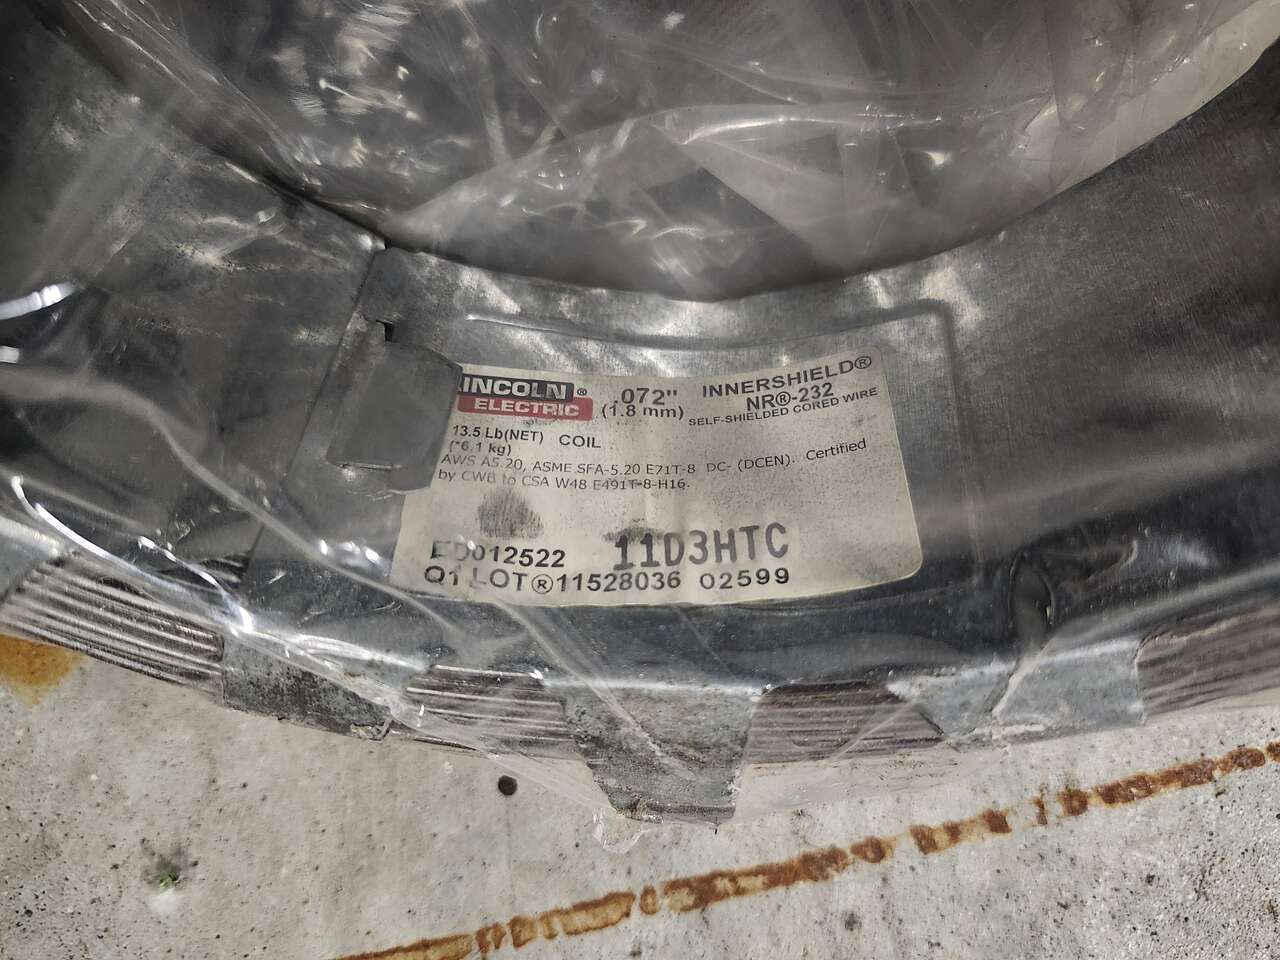 LINCOLN®
ELECTRIC
.072"
(1.8 mm)
INNERSHIELD®
NR®-232
SELF-SHIELDED CORED WIRE
13.5 Lb(NET) COIL
(*6.1 kg)
AWS A5.20, ASME SFA-5.20 E71T-8 DC- (DCEN). Certified
by CWB to CSA W48 E491T-8-H16.
ED012522 11D3HTC
Q1 LOT®11528036 02599